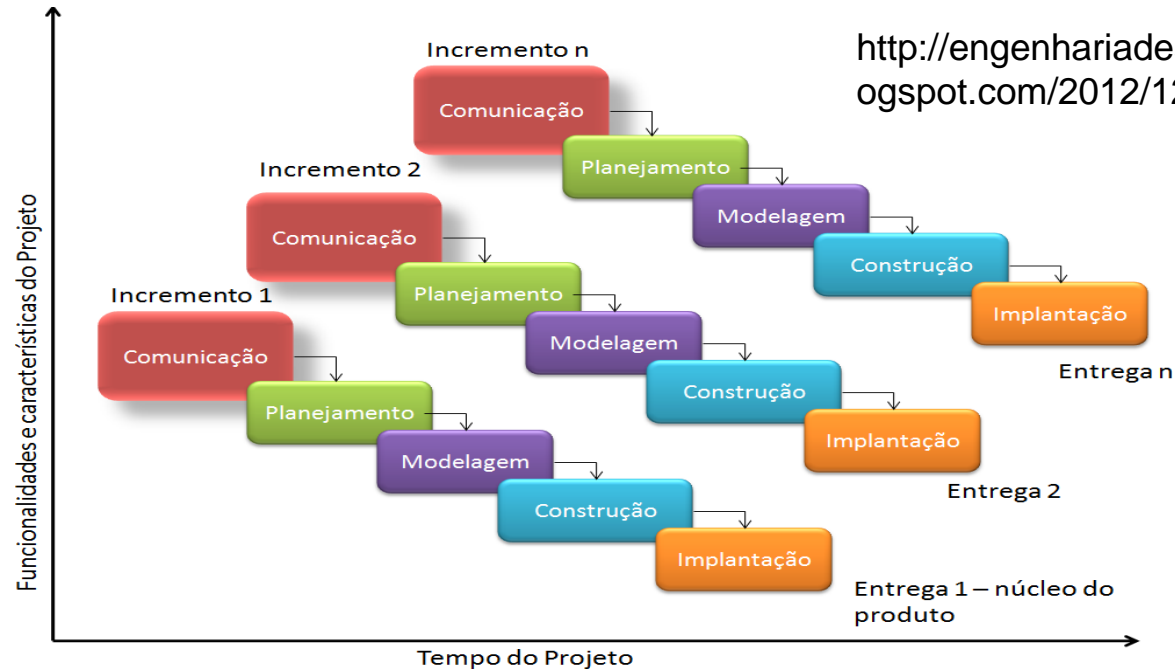 http://engenhariade
ogspot.com/2012/12
Incremento n
Comunicação
Planejamento
Modelagem
Construção
Implantação
Entrega n
Incremento 2
Comunicação
Planejamento
Modelagem
Construção
Implantação
Entrega 2
Incremento 1
Comunicação
Planejamento
Modelagem
Construção
Implantação
Entrega 1 – núcleo do
produto
Funcionalidades e características do Projeto
Tempo do Projeto